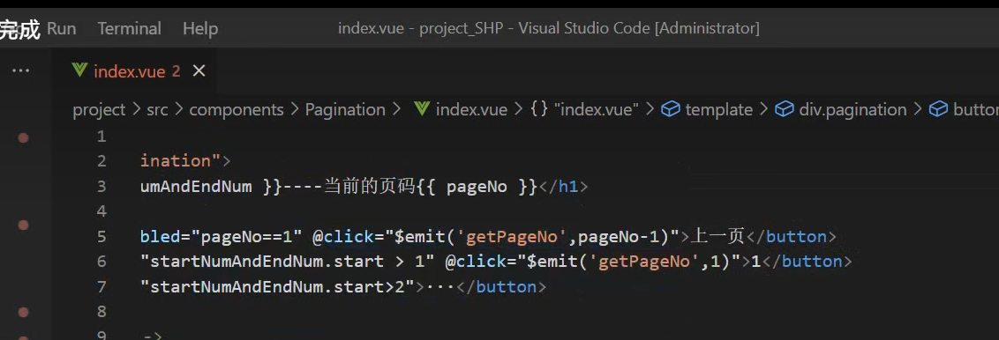 完成 Run Terminal Help index.vue - project_SHP - Visual Studio Code [Administrator]
... index.vue 2 ×
project > src > components > Pagination > index.vue > {} "index.vue" > template > div.pagination > button
1
2 ination">
3 umAndEndNum }}----当前的页码{{ pageNo }}</h1>
4
5 bled="pageNo==1" @click="$emit('getPageNo',pageNo-1)">上一页</button>
6 "startNumAndEndNum.start > 1" @click="$emit('getPageNo',1)">1</button>
7 "startNumAndEndNum.start>2">···</button>
8
9 ->